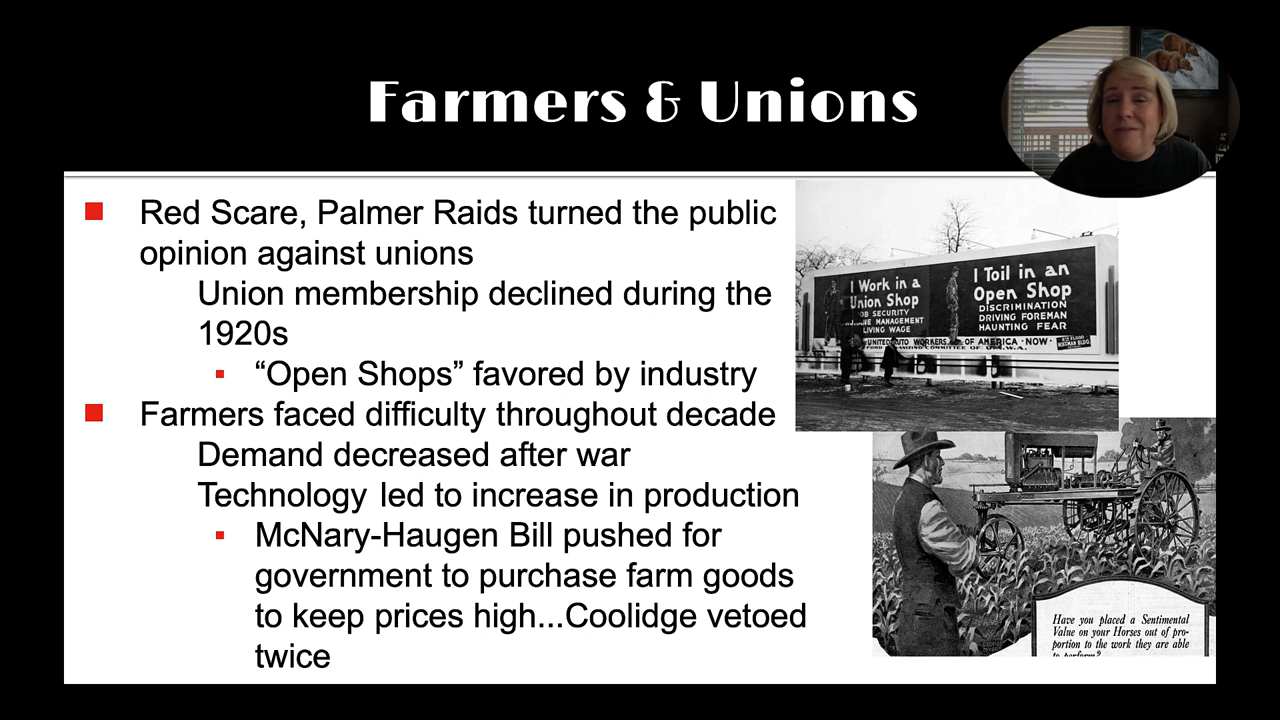 Farmers & Unions
Red Scare, Palmer Raids turned the public
opinion against unions
Union membership declined during the
1920s
“Open Shops” favored by industry
Farmers faced difficulty throughout decade
Demand decreased after war
Technology led to increase in production
McNary-Haugen Bill pushed for
government to purchase farm goods
to keep prices high...Coolidge vetoed
twice
I Work in a
Union Shop
JOB SECURITY
MANAGEMENT
LIVING WAGE
I Toil in an
Open Shop
DISCRIMINATION
DRIVING FOREMAN
HAUNTING FEAR
UNITED AUTO WORKERS OF AMERICA · NOW ·
Have you placed a Sentimental
Value on your Horses out of pro-
portion to the work they are able
to perform?